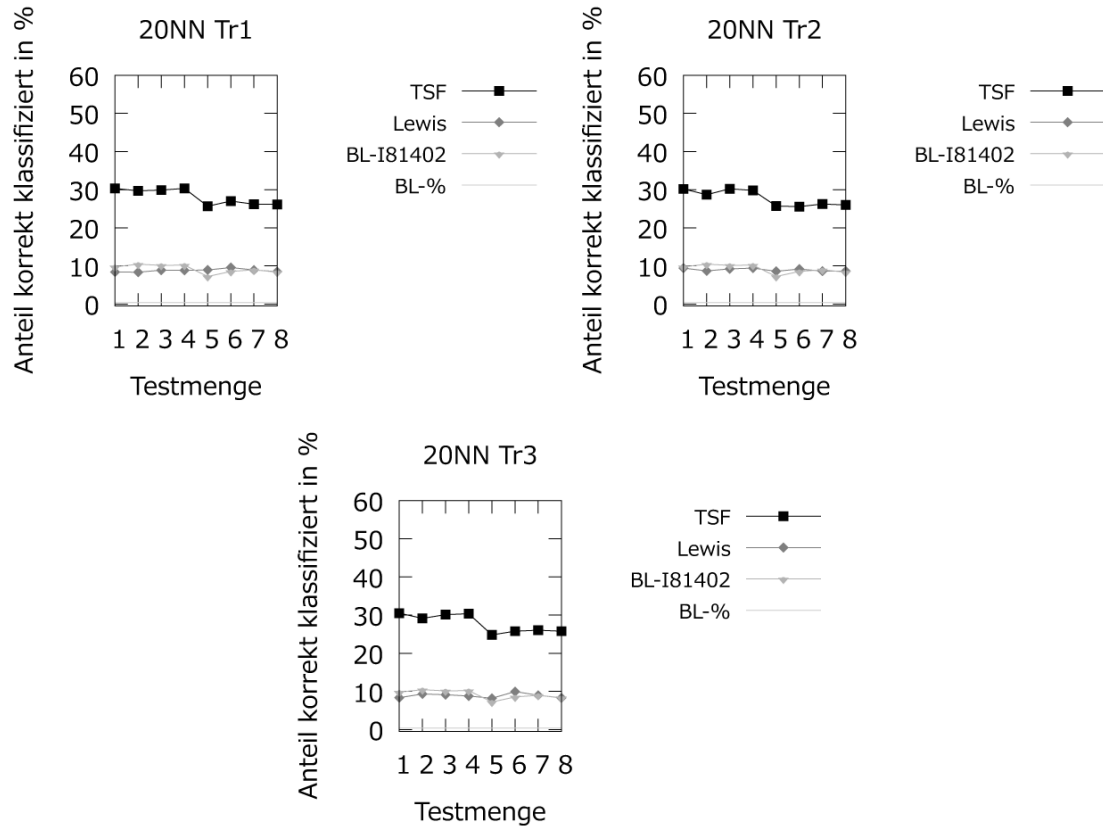 20NN Tr1
Anteil korrekt klassifiziert in %
60
50
40
30
20
10
0
1 2 3 4 5 6 7 8
Testmenge
TSF
Lewis
BL-I81402
BL-%
20NN Tr2
Anteil korrekt klassifiziert in %
60
50
40
30
20
10
0
1 2 3 4 5 6 7 8
Testmenge
TSF
Lewis
BL-I81402
BL-%
20NN Tr3
Anteil korrekt klassifiziert in %
60
50
40
30
20
10
0
1 2 3 4 5 6 7 8
Testmenge
TSF
Lewis
BL-I81402
BL-%